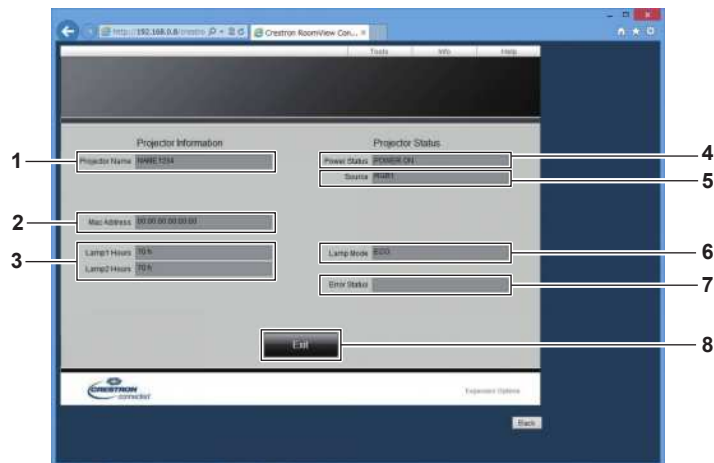 http://192.168.0.8/crestro
Crestron RoomView Con...
Tools Info Help
Projector Information
Projector Status
1
Projector Name NAME1234
Power Status POWER ON
4
Source RGB1
5
2
Mac Address 00:00:00:00:00:00
3
Lamp1 Hours 70 h
Lamp2 Hours 70 h
Lamp Mode ECO
6
Error Status
7
Exit
8
CRESTRON
connected
Expansion Options
Back